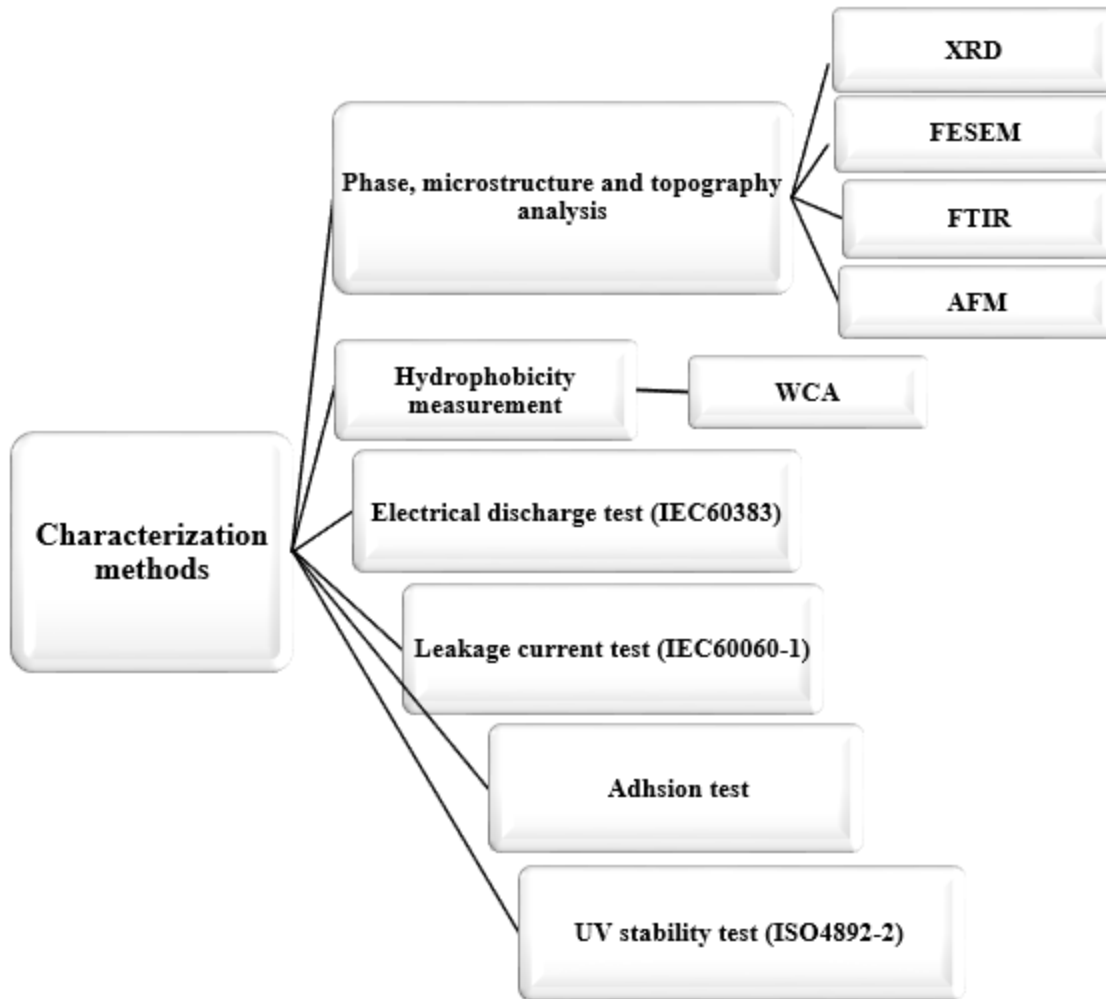 XRD
FESEM
Phase, microstructure and topography
analysis
FTIR
AFM
Hydrophobicity
measurement
WCA
Electrical discharge test (IEC60383)
Characterization
methods
Leakage current test (IEC60060-1)
Adhsion test
UV stability test (ISO4892-2)